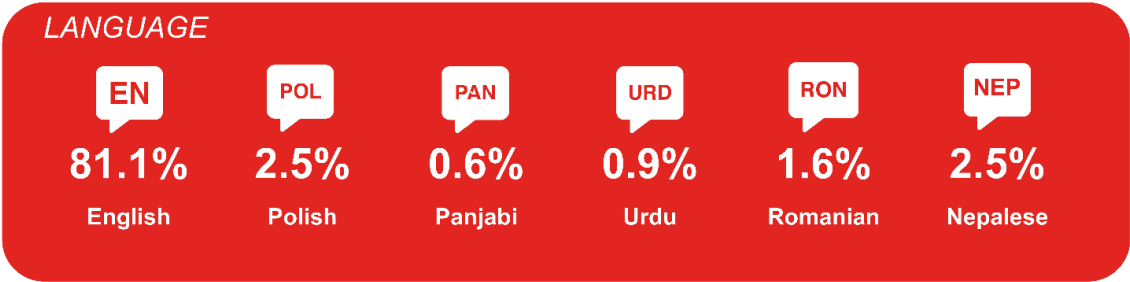 LANGUAGE
EN POL PAN URD RON NEP
81.1% 2.5% 0.6% 0.9% 1.6% 2.5%
English Polish Panjabi Urdu Romanian Nepalese